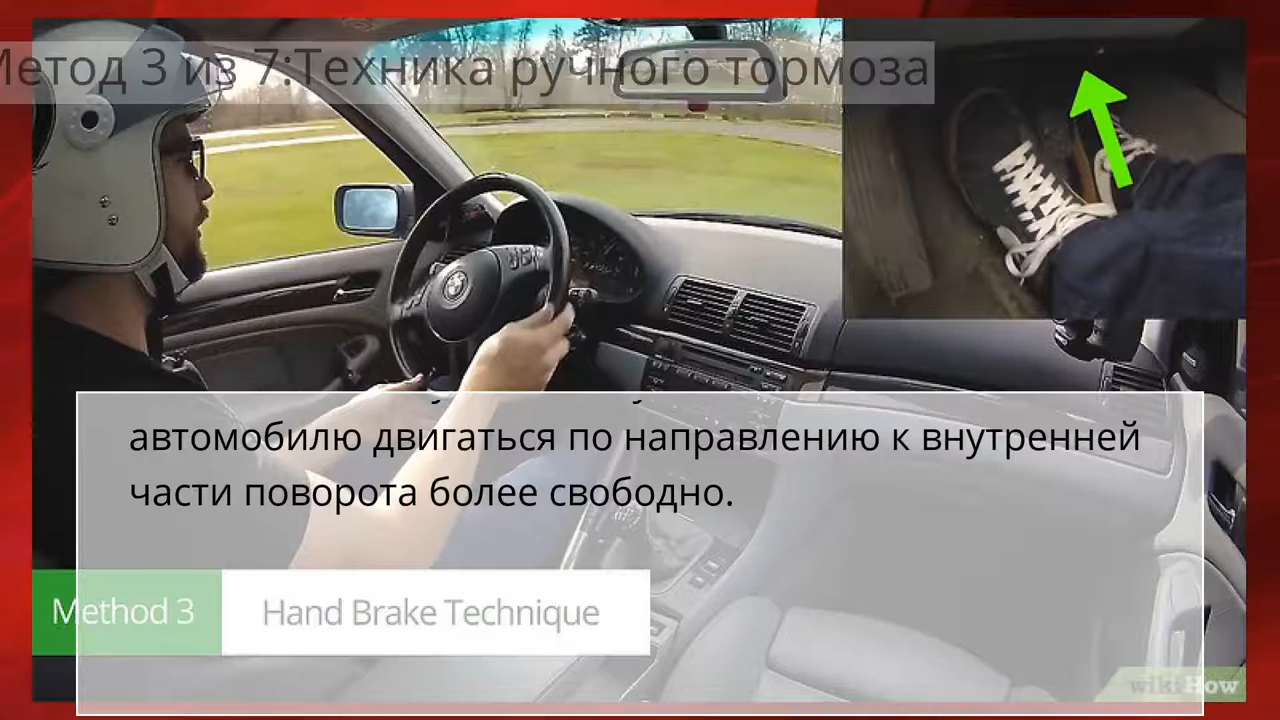 Метод 3 из 7:Техника ручного тормоза
автомобилю двигаться по направлению к внутренней
части поворота более свободно.
Method 3
Hand Brake Technique
wikiHow